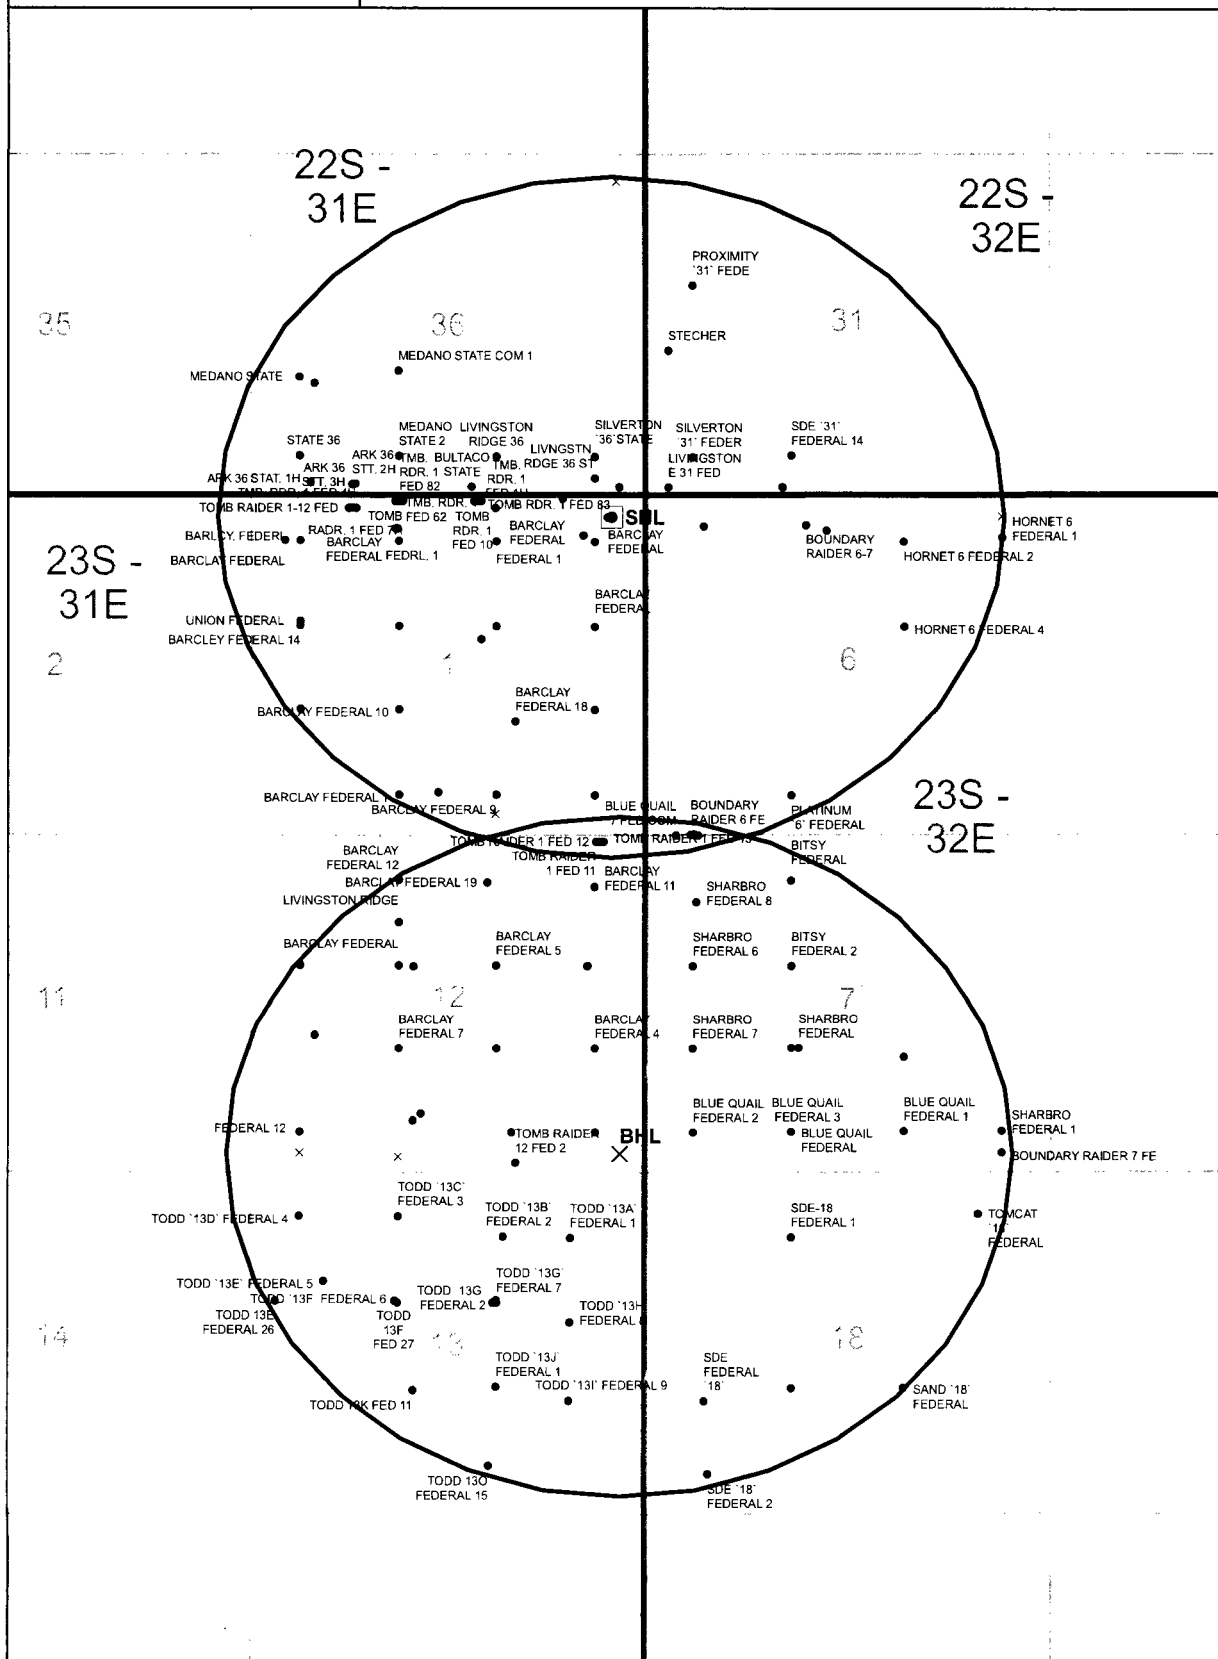 22S -
31E
22S -
32E
PROXIMITY
'31' FEDE
35
36
31
STECHER
MEDANO STATE COM 1
MEDANO STATE
STATE 36
MEDANO
STATE 2
LIVINGSTON
RIDGE 36
SILVERTON
'36'STATE
SILVERTON
'31' FEDER
SDE '31'
FEDERAL 14
LIVNGSTN
RDGE 36 ST
LIVINGSTON
E 31 FED
ARK 36
STT. 2H
TMB. BULTACO
RDR. 1 STATE
FED 82
TMB.
RDR. 1
ARK 36 STAT. 1H
ARK 36
STT. 3H
TOMB RAIDER 1-12 FED
TMB. RDR.
FED 62
TOMB RDR. 1 FED 83
SHL
TOMB
RADR. 1 FED 7H
TOMB
RDR. 1
FED 10
BARCLAY
FEDERAL
BARCLAY
FEDERAL
BARLCY. FEDERL
BARCLAY
FEDERAL
FEDRL. 1
FEDERAL 1
BOUNDARY
RAIDER 6-7
HORNET 6
FEDERAL 1
HORNET 6 FEDERAL 2
BARCLAY FEDERAL
23S -
31E
BARCLAY
FEDERAL
UNION FEDERAL
BARCLEY FEDERAL 14
HORNET 6 FEDERAL 4
2
1
6
BARCLAY
FEDERAL 18
BARCLAY FEDERAL 10
23S -
32E
BARCLAY FEDERAL 1
BARCLAY FEDERAL 9
BLUE QUAIL
7 FED COM
BOUNDARY
RAIDER 6 FE
PLATINUM
6' FEDERAL
TOMB RAIDER 1 FED 12
TOMB RAIDER 1 FED 13
BITSY
FEDERAL
BARCLAY
FEDERAL 12
TOMB RAIDER
1 FED 11
BARCLAY
FEDERAL 11
BARCLAY FEDERAL 19
SHARBRO
FEDERAL 8
LIVINGSTON RIDGE
BARCLAY FEDERAL
BARCLAY
FEDERAL 5
SHARBRO
FEDERAL 6
BITSY
FEDERAL 2
11
12
7
BARCLAY
FEDERAL 7
BARCLAY
FEDERAL 4
SHARBRO
FEDERAL 7
SHARBRO
FEDERAL
BLUE QUAIL
FEDERAL 2
BLUE QUAIL
FEDERAL 3
BLUE QUAIL
FEDERAL 1
SHARBRO
FEDERAL 1
FEDERAL 12
TOMB RAIDER
12 FED 2
BHL
BLUE QUAIL
FEDERAL
BOUNDARY RAIDER 7 FE
TODD '13C'
FEDERAL 3
TODD '13D' FEDERAL 4
TODD '13B'
FEDERAL 2
TODD '13A'
FEDERAL 1
SDE-18
FEDERAL 1
TOMCAT
'18'
FEDERAL
TODD '13E' FEDERAL 5
TODD '13F' FEDERAL 6
TODD 13E
FEDERAL 26
TODD
13F
FED 27
TODD 13G
FEDERAL 2
TODD '13G'
FEDERAL 7
TODD '13H'
FEDERAL 8
14
13
18
TODD '13J'
FEDERAL 1
TODD '13I' FEDERAL 9
SDE
FEDERAL
'18'
SAND '18'
FEDERAL
TODD 13K FED 11
TODD 13O
FEDERAL 15
SDE '18'
FEDERAL 2